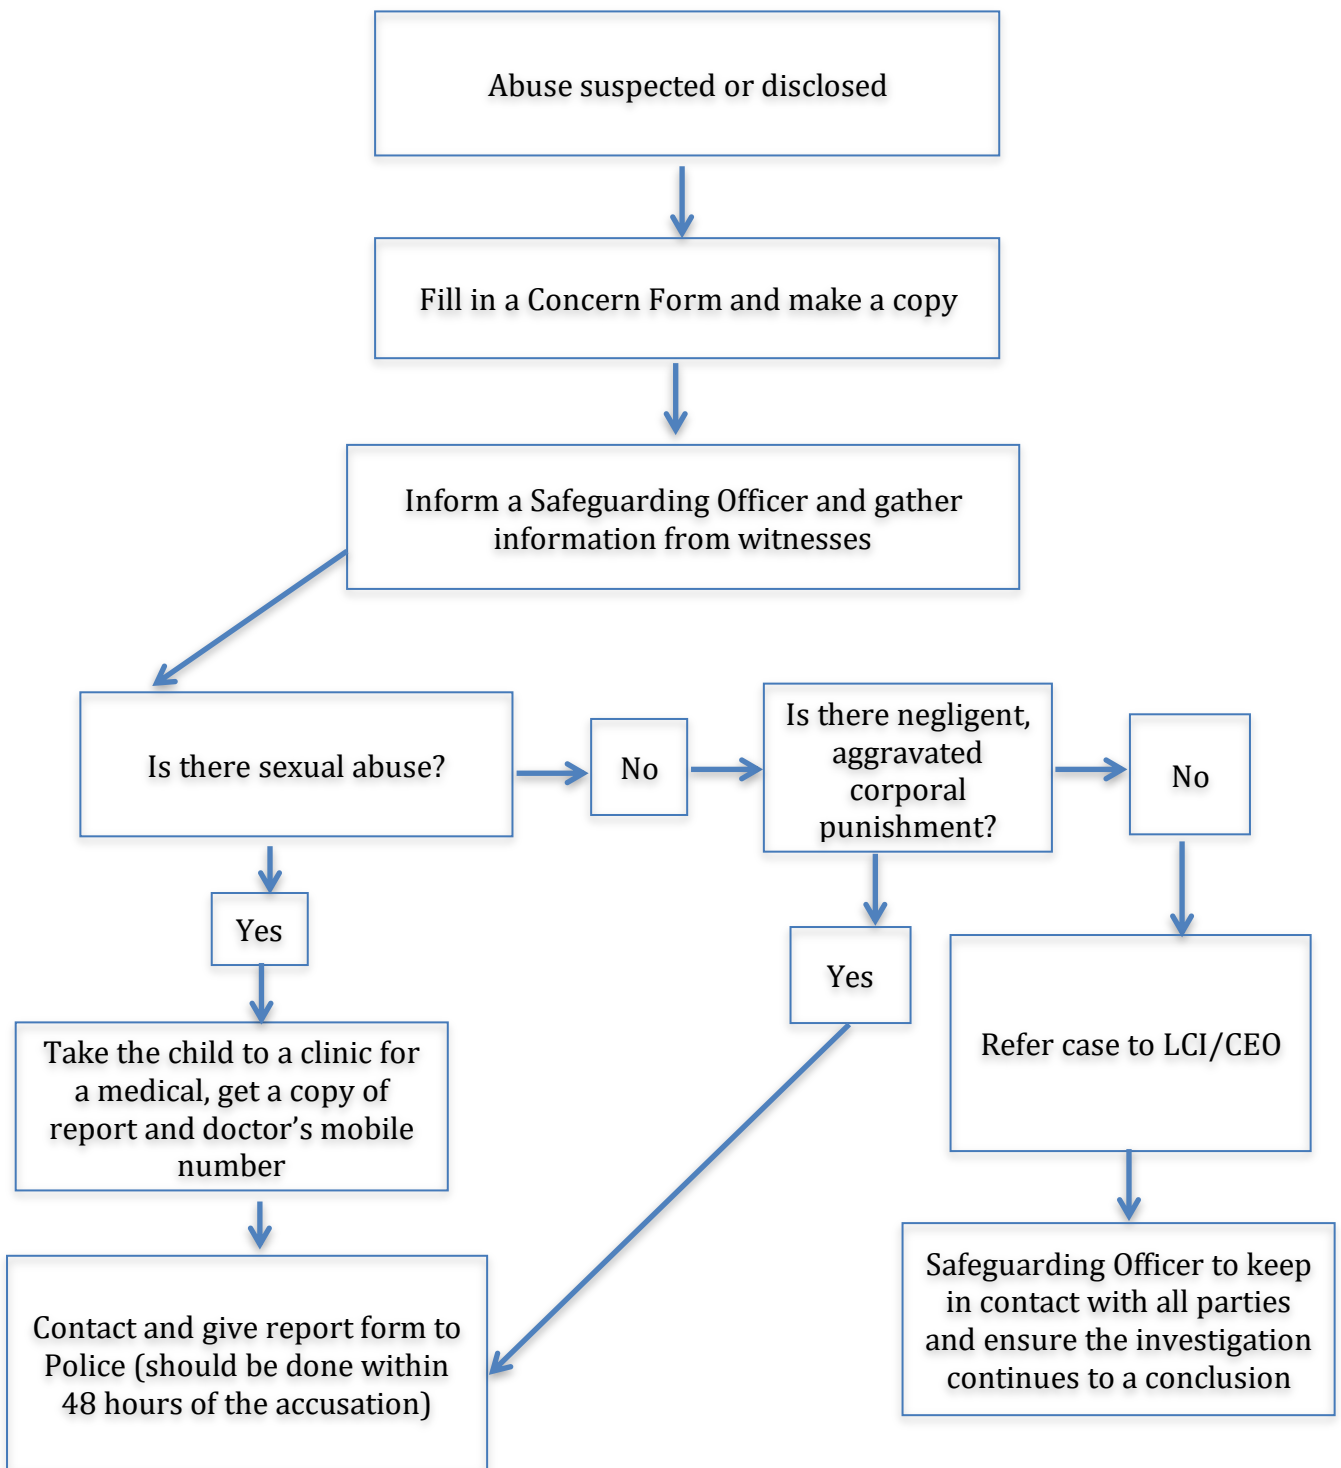 Abuse suspected or disclosed
Fill in a Concern Form and make a copy
Inform a Safeguarding Officer and gather
information from witnesses
Is there sexual abuse?
No
Is there negligent,
aggravated
corporal
punishment?
No
Yes
Yes
Take the child to a clinic for
a medical, get a copy of
report and doctor’s mobile
number
Refer case to LCI/CEO
Contact and give report form to
Police (should be done within
48 hours of the accusation)
Safeguarding Officer to keep
in contact with all parties
and ensure the investigation
continues to a conclusion